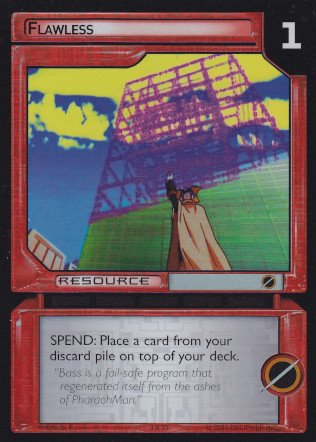 FLAWLESS
1
RESOURCE
SPEND: Place a card from your
discard pile on top of your deck.
"Bass is a fail-safe program that
regenerated itself from the ashes
of PharaohMan."